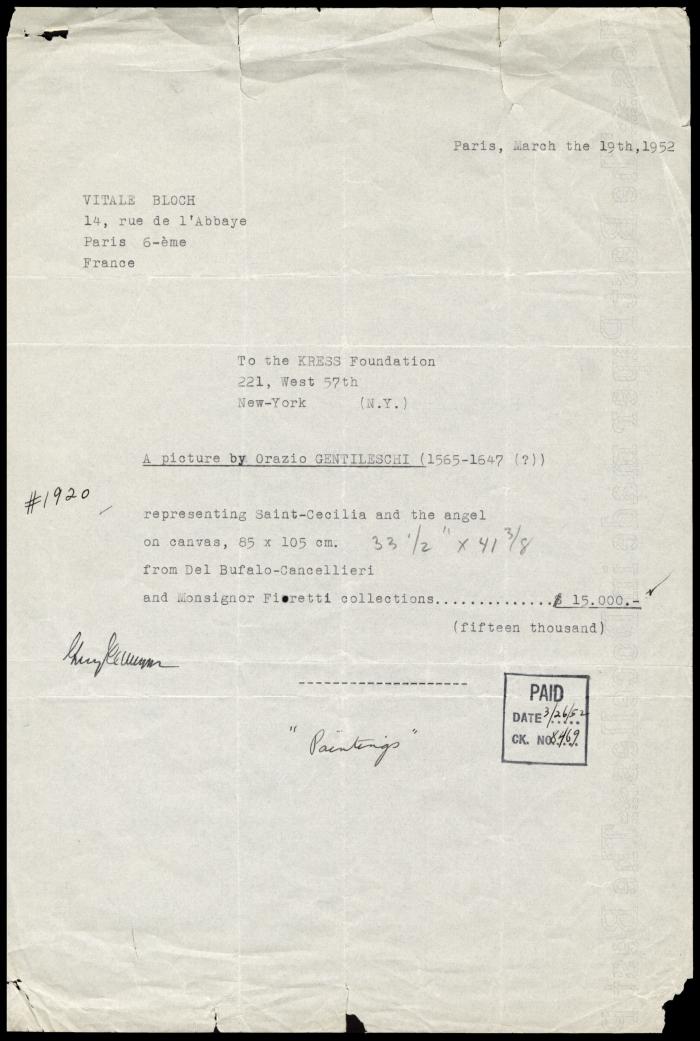 Paris, March the 19th,1952
VITALE BLOCH
14, rue de l'Abbaye
Paris 6-ème
France
To the KRESS Foundation
221, West 57th
New-York (N.Y.)
A picture by Orazio GENTILESCHI (1565-1647 (?))
#1920
representing Saint-Cecilia and the angel
on canvas, 85 x 105 cm. 33 1/2" x 41 3/8
from Del Bufalo-Cancellieri
and Monsignor Fioretti collections...............$ 15.000.-
(fifteen thousand)
PAID
DATE 3/26/52
CK. NO. 8469
"Paintings"